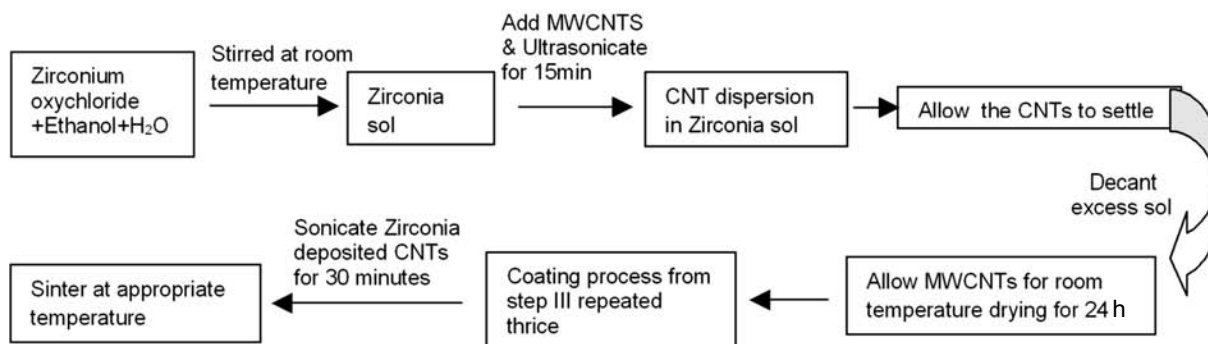 Zirconium
oxychloride
+Ethanol+H₂O
Stirred at room
temperature
Zirconia
sol
Add MWCNTS
& Ultrasonicate
for 15min
CNT dispersion
in Zirconia sol
Allow the CNTs to settle
Decant
excess sol
Allow MWCNTs for room
temperature drying for 24 h
Coating process from
step III repeated
thrice
Sonicate Zirconia
deposited CNTs
for 30 minutes
Sinter at appropriate
temperature